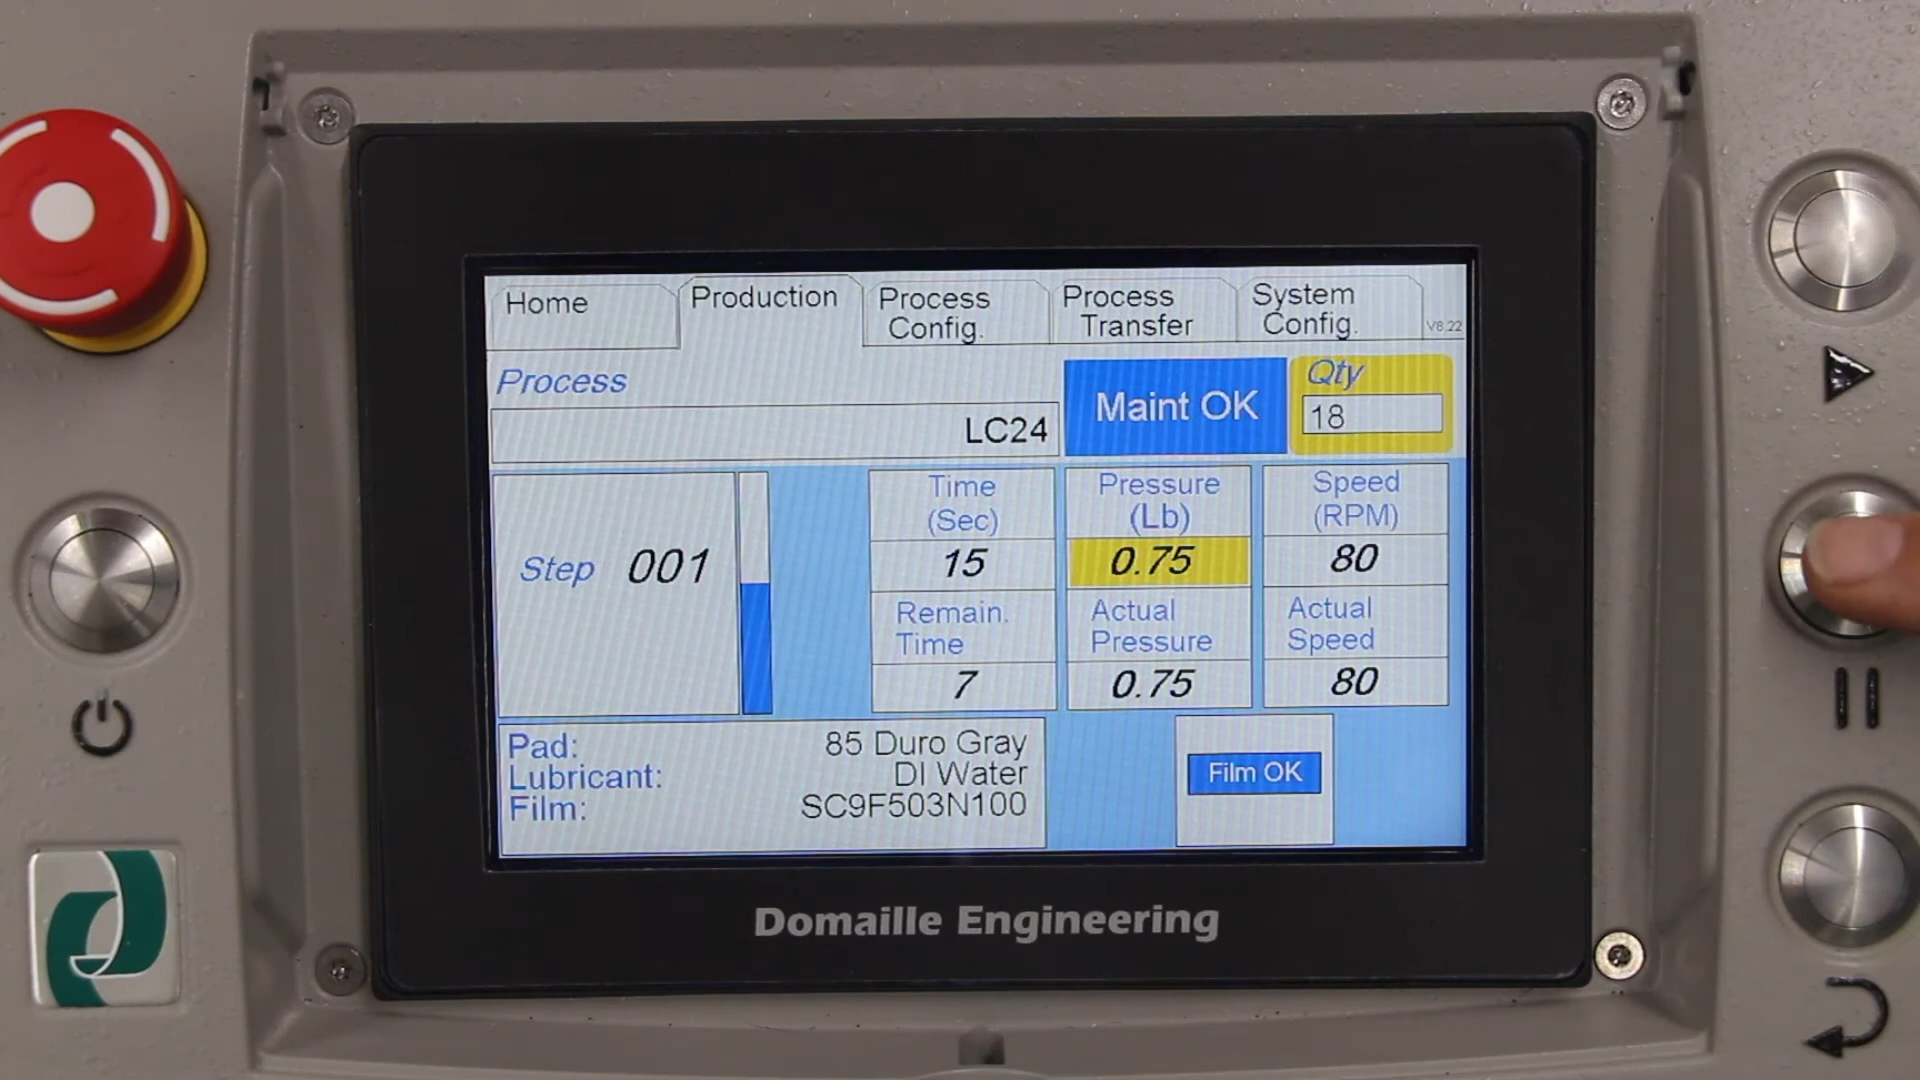 Home
Production
Process
Config.
Process
Transfer
System
Config.
V8.22
Process
LC24
Maint OK
Qty
18
Step 001
Time
(Sec)
15
Remain.
Time
7
Pressure
(Lb)
0.75
Actual
Pressure
0.75
Speed
(RPM)
80
Actual
Speed
80
Pad: 85 Duro Gray
Lubricant: DI Water
Film: SC9F503N100
Film OK
Domaille Engineering